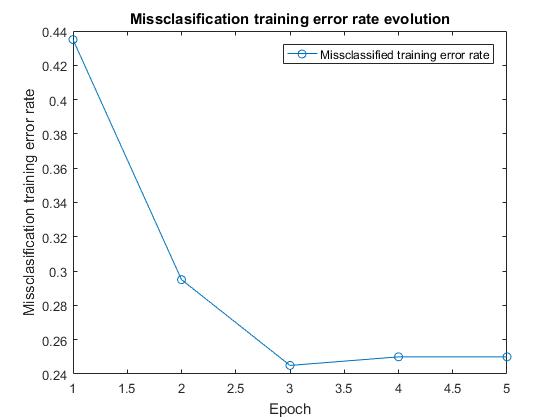 Missclasification training error rate evolution
Missclassified training error rate
Missclasification training error rate
0.44
0.42
0.4
0.38
0.36
0.34
0.32
0.3
0.28
0.26
0.24
1 1.5 2 2.5 3 3.5 4 4.5 5
Epoch